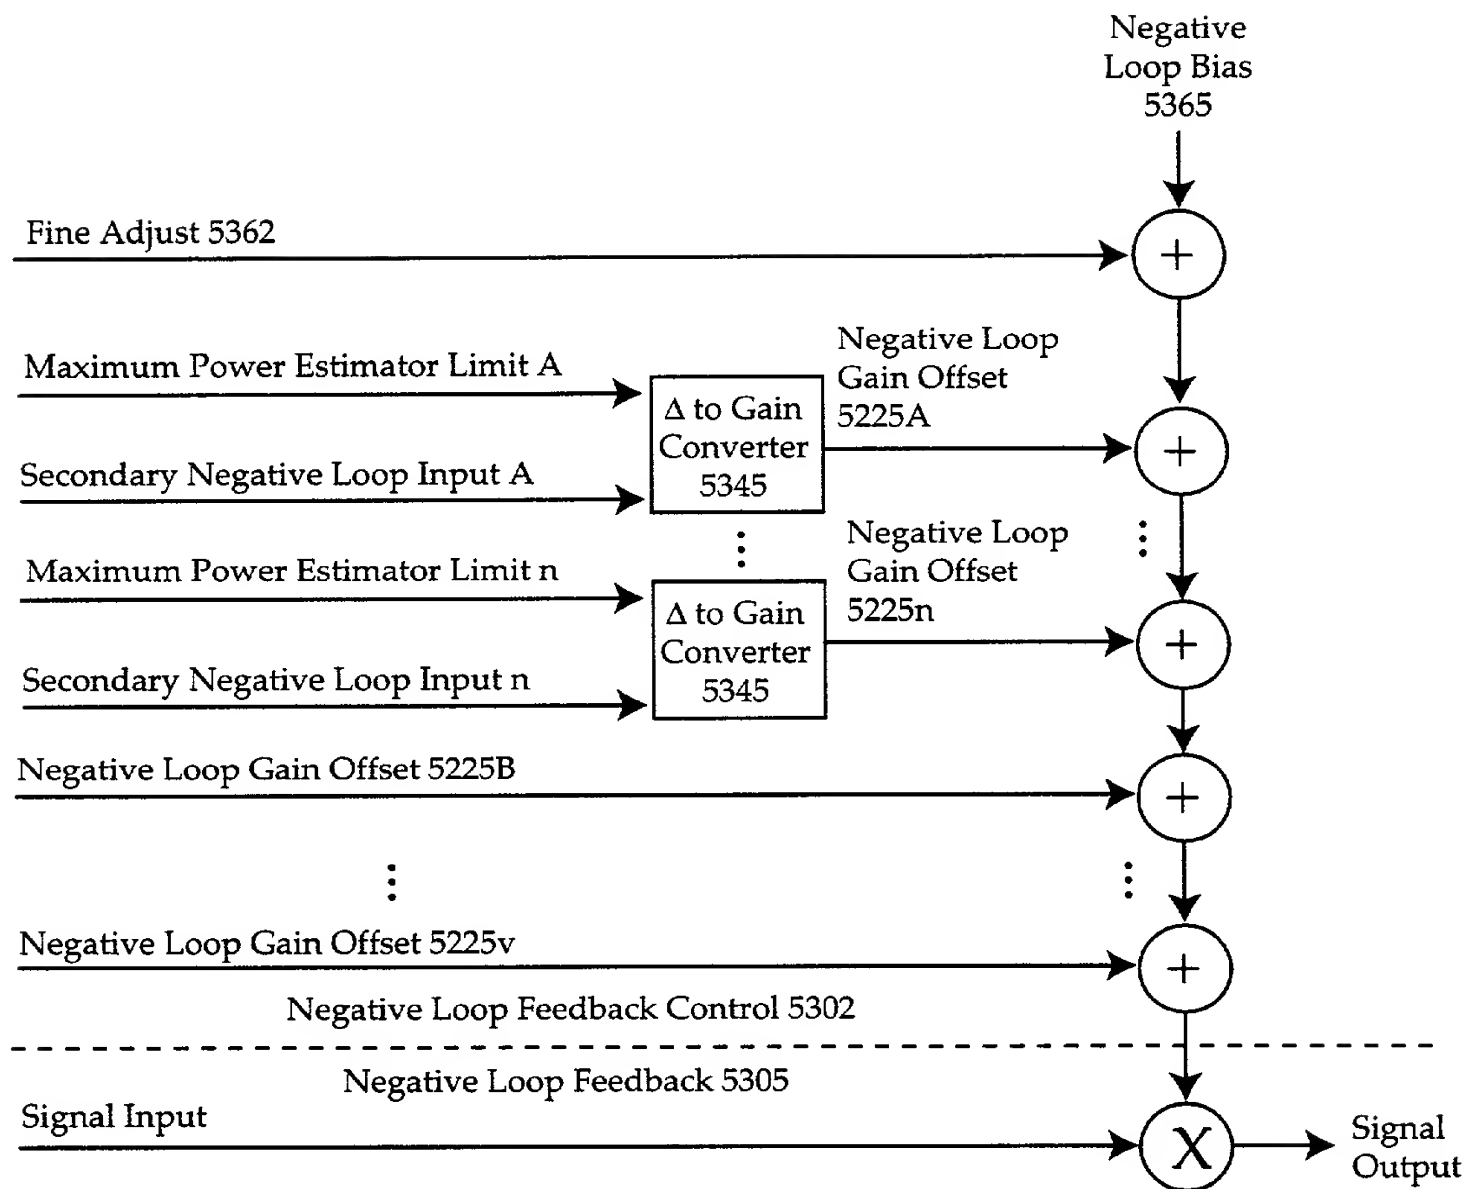 Negative
Loop Bias
5365
Fine Adjust 5362
+
Maximum Power Estimator Limit A
Δ to Gain
Converter
5345
Negative Loop
Gain Offset
5225A
+
Secondary Negative Loop Input A
Maximum Power Estimator Limit n
Δ to Gain
Converter
5345
Negative Loop
Gain Offset
5225n
+
Secondary Negative Loop Input n
Negative Loop Gain Offset 5225B
+
Negative Loop Gain Offset 5225v
+
Negative Loop Feedback Control 5302
Negative Loop Feedback 5305
Signal Input
X
Signal
Output